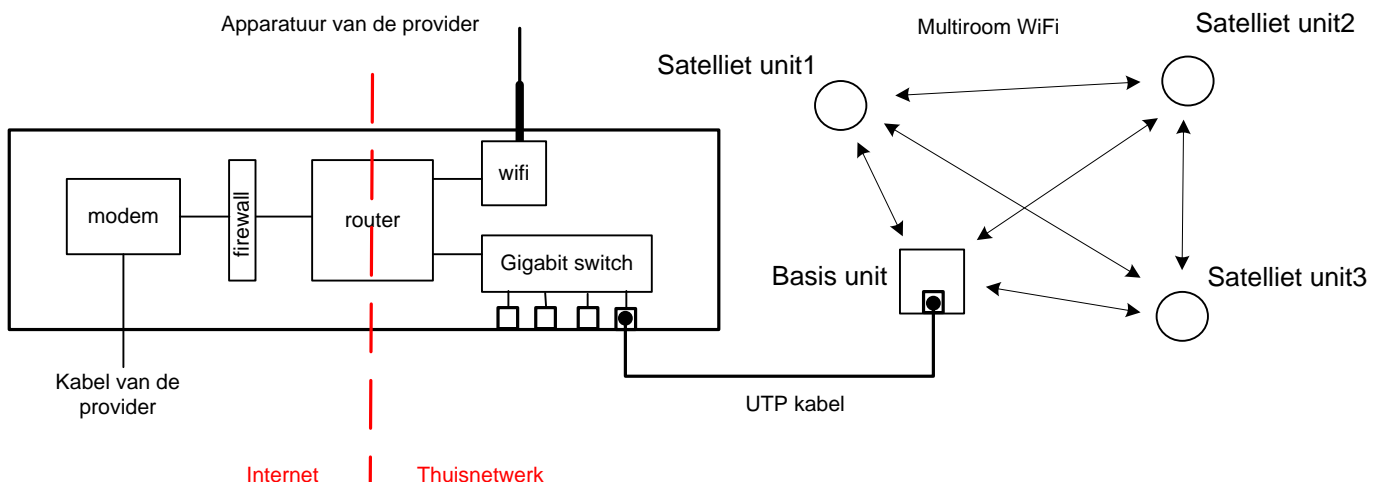 Apparatuur van de provider
Multiroom WiFi
Satelliet unit2
Satelliet unit1
wifi
modem
firewall
router
Gigabit switch
Basis unit
Satelliet unit3
Kabel van de
provider
UTP kabel
Internet
Thuisnetwerk